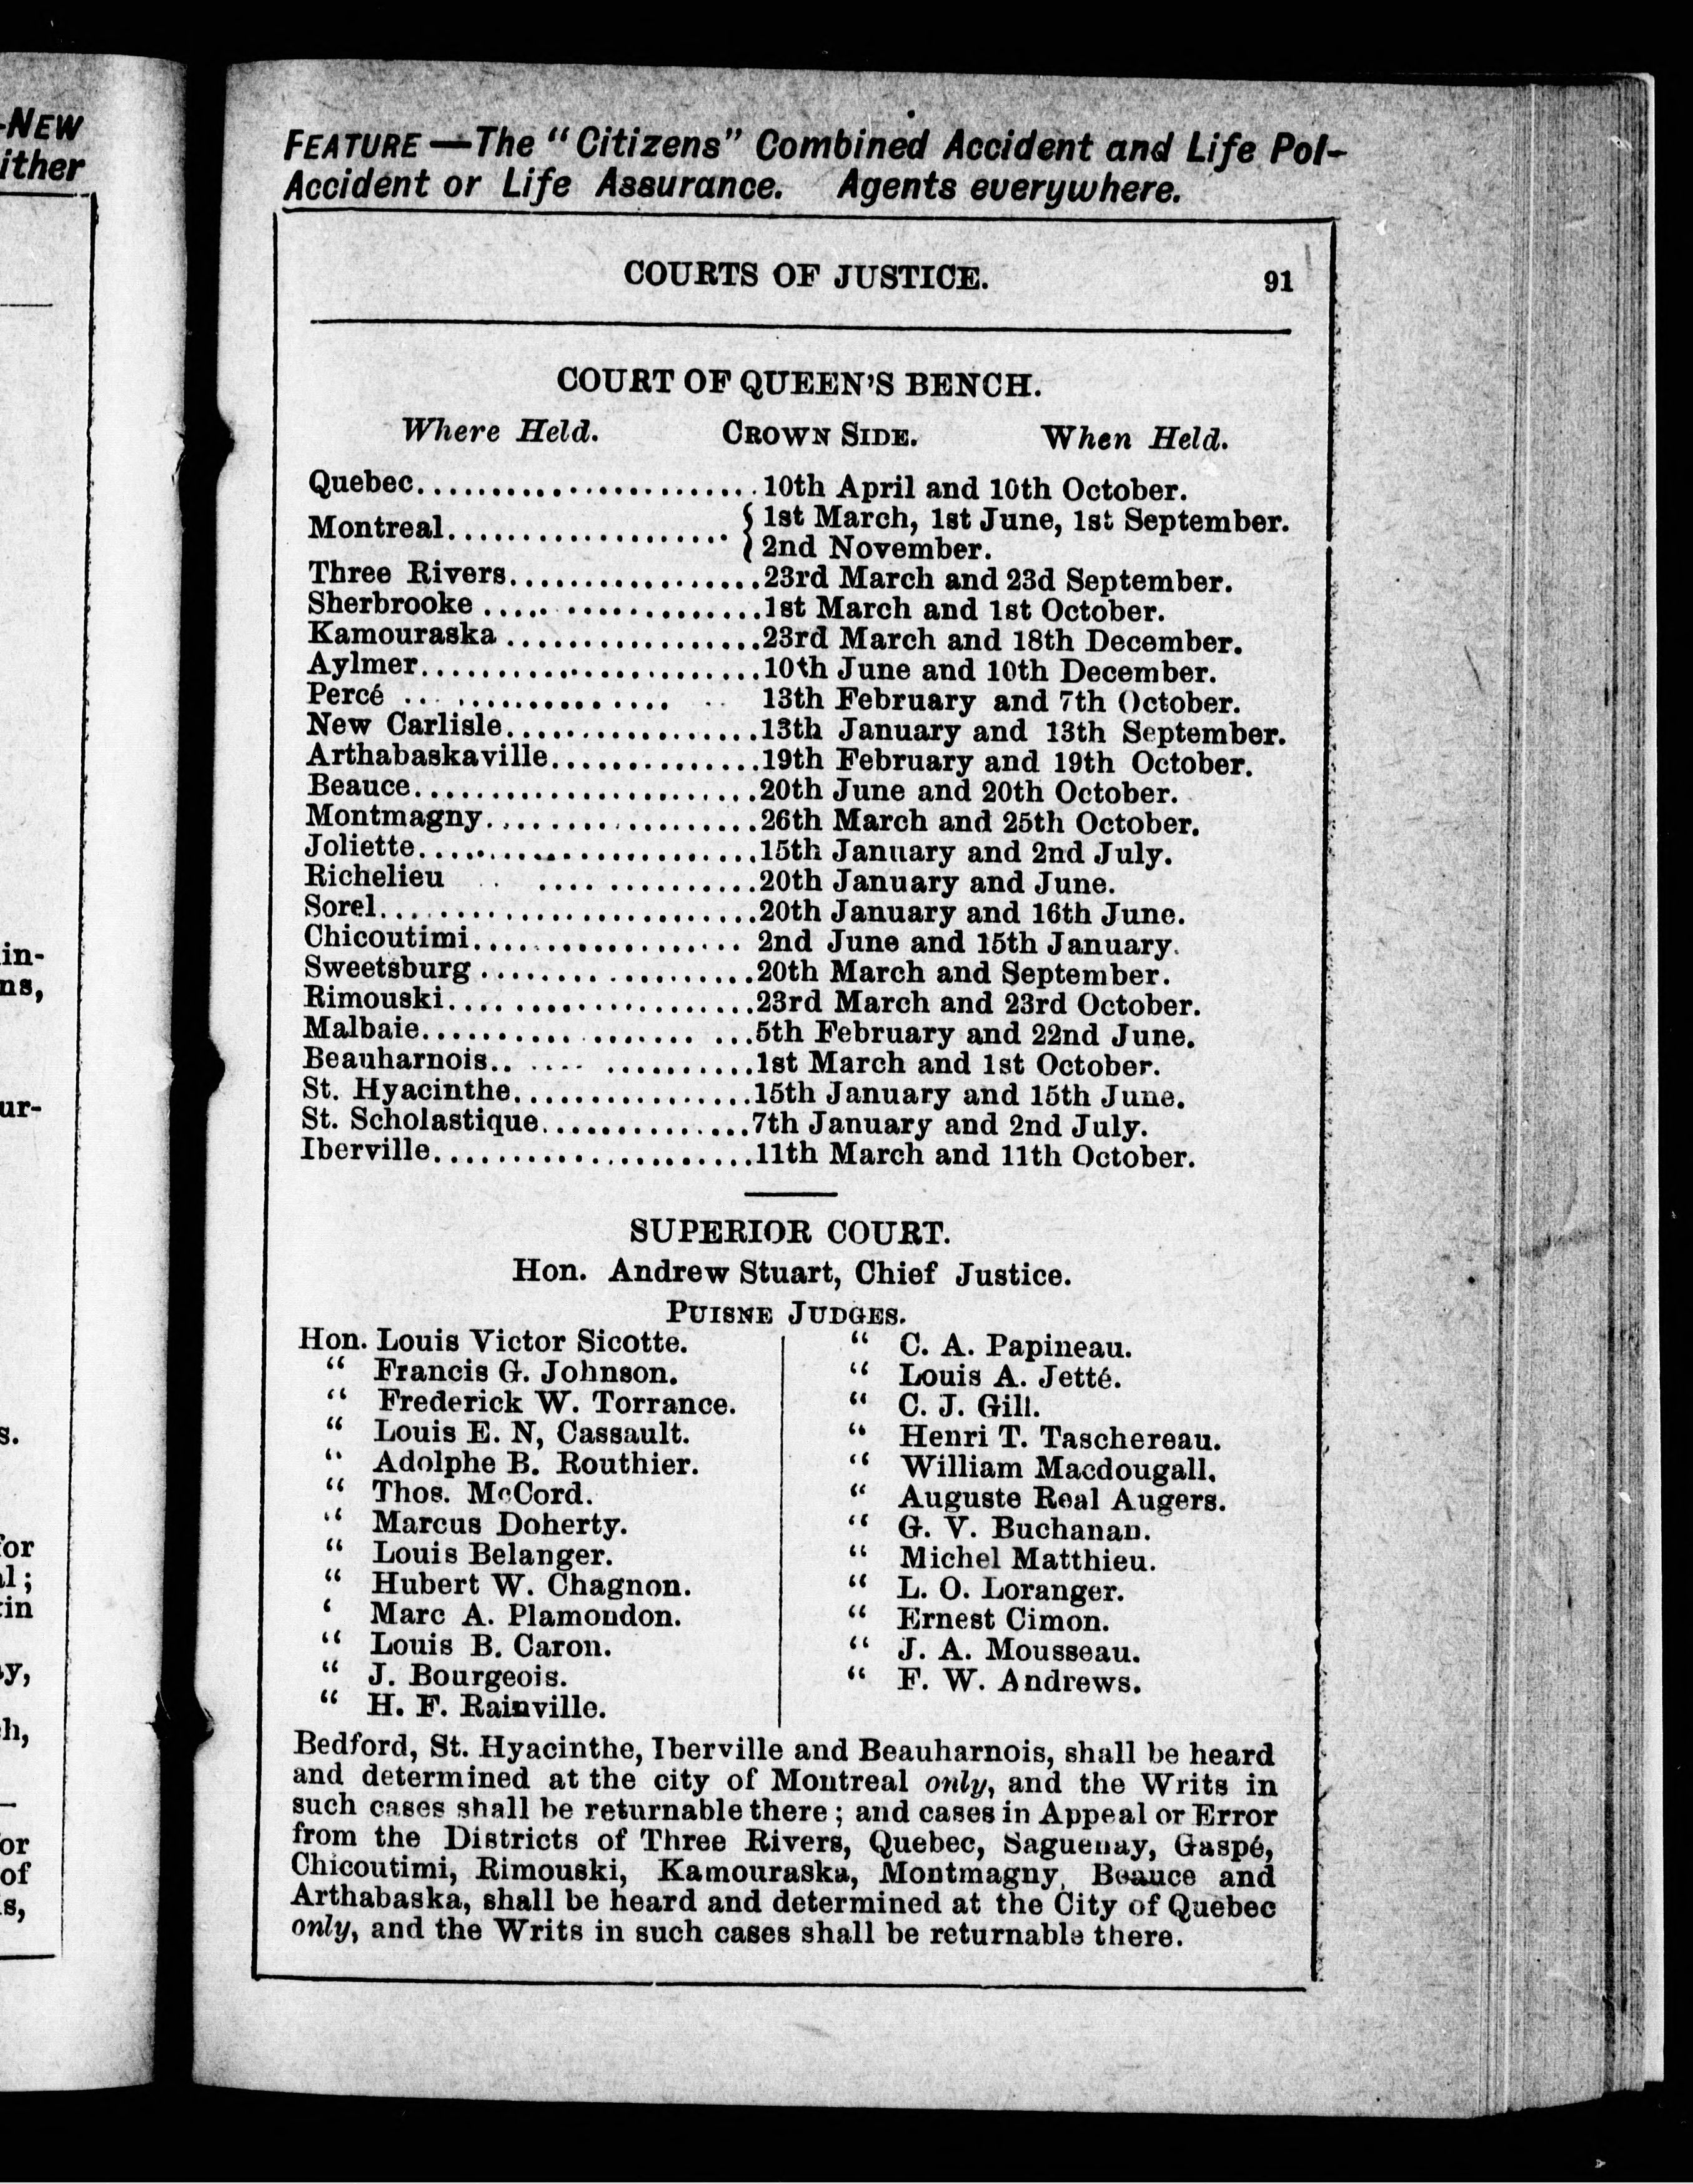 -NEW
ither
in-
ns,
ur-
s.
for
al;
tin
ay,
ch,
or
of
s,
FEATURE —The "Citizens" Combined Accident and Life Pol-
Accident or Life Assurance. Agents everywhere.
COURTS OF JUSTICE. 91
COURT OF QUEEN'S BENCH.
Where Held. CROWN SIDE. When Held.
Quebec..........................10th April and 10th October.
Montreal...................... { 1st March, 1st June, 1st September.
2nd November.
Three Rivers.................23rd March and 23d September.
Sherbrooke ..... ...............1st March and 1st October.
Kamouraska .................23rd March and 18th December.
Aylmer..........................10th June and 10th December.
Percé ... ............... .. 13th February and 7th October.
New Carlisle.................13th January and 13th September.
Arthabaskaville..............19th February and 19th October.
Beauce.......................20th June and 20th October.
Montmagny..................26th March and 25th October.
Joliette.......................15th January and 2nd July.
Richelieu .. .... ............20th January and June.
Sorel.........................20th January and 16th June.
Chicoutimi.................. 2nd June and 15th January.
Sweetsburg ..................20th March and September.
Rimouski.....................23rd March and 23rd October.
Malbaie.......... ....... ...5th February and 22nd June.
Beauharnois.. .... ..........1st March and 1st October.
St. Hyacinthe................15th January and 15th June.
St. Scholastique..............7th January and 2nd July.
Iberville.....................11th March and 11th October.
SUPERIOR COURT.
Hon. Andrew Stuart, Chief Justice.
PUISNE JUDGES.
Hon. Louis Victor Sicotte.
" Francis G. Johnson.
" Frederick W. Torrance.
" Louis E. N, Cassault.
" Adolphe B. Routhier.
" Thos. McCord.
" Marcus Doherty.
" Louis Belanger.
" Hubert W. Chagnon.
' Marc A. Plamondon.
" Louis B. Caron.
" J. Bourgeois.
" H. F. Rainville.
" C. A. Papineau.
" Louis A. Jetté.
" C. J. Gill.
" Henri T. Taschereau.
" William Macdougall.
" Auguste Real Augers.
" G. V. Buchanan.
" Michel Matthieu.
" L. O. Loranger.
" Ernest Cimon.
" J. A. Mousseau.
" F. W. Andrews.
Bedford, St. Hyacinthe, Iberville and Beauharnois, shall be heard
and determined at the city of Montreal only, and the Writs in
such cases shall be returnable there ; and cases in Appeal or Error
from the Districts of Three Rivers, Quebec, Saguenay, Gaspé,
Chicoutimi, Rimouski, Kamouraska, Montmagny, Beauce and
Arthabaska, shall be heard and determined at the City of Quebec
only, and the Writs in such cases shall be returnable there.